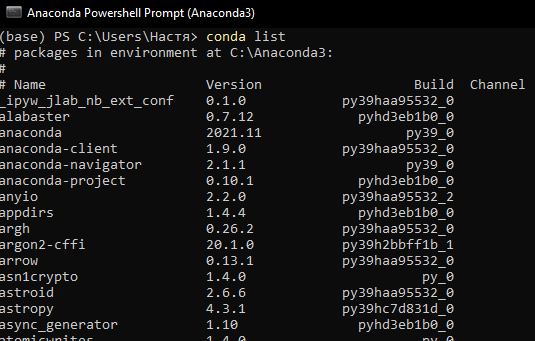 Anaconda Powershell Prompt (Anaconda3)
(base) PS C:\Users\Настя> conda list
# packages in environment at C:\Anaconda3:
#
# Name Version Build Channel
_ipyw_jlab_nb_ext_conf 0.1.0 py39haa95532_0
alabaster 0.7.12 pyhd3eb1b0_0
anaconda 2021.11 py39_0
anaconda-client 1.9.0 py39haa95532_0
anaconda-navigator 2.1.1 py39_0
anaconda-project 0.10.1 pyhd3eb1b0_0
anyio 2.2.0 py39haa95532_2
appdirs 1.4.4 pyhd3eb1b0_0
argh 0.26.2 py39haa95532_0
argon2-cffi 20.1.0 py39h2bbff1b_1
arrow 0.13.1 py39haa95532_0
asn1crypto 1.4.0 py_0
astroid 2.6.6 py39haa95532_0
astropy 4.3.1 py39hc7d831d_0
async_generator 1.10 pyhd3eb1b0_0
atomicwrites 1.4.0 py_0